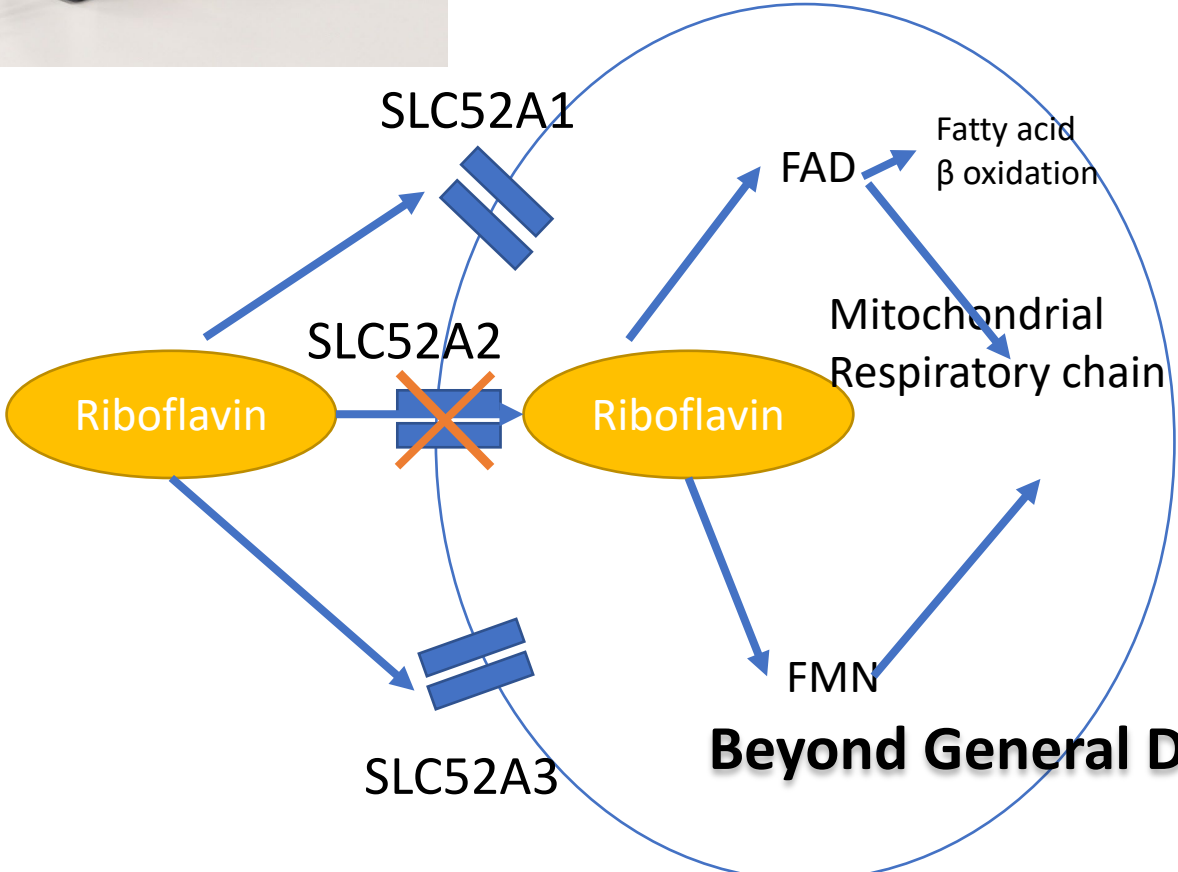 SLC52A1
Fatty acid
β oxidation
FAD
Mitochondrial
Respiratory chain
SLC52A2
Riboflavin
Riboflavin
FMN
Beyond General D
SLC52A3